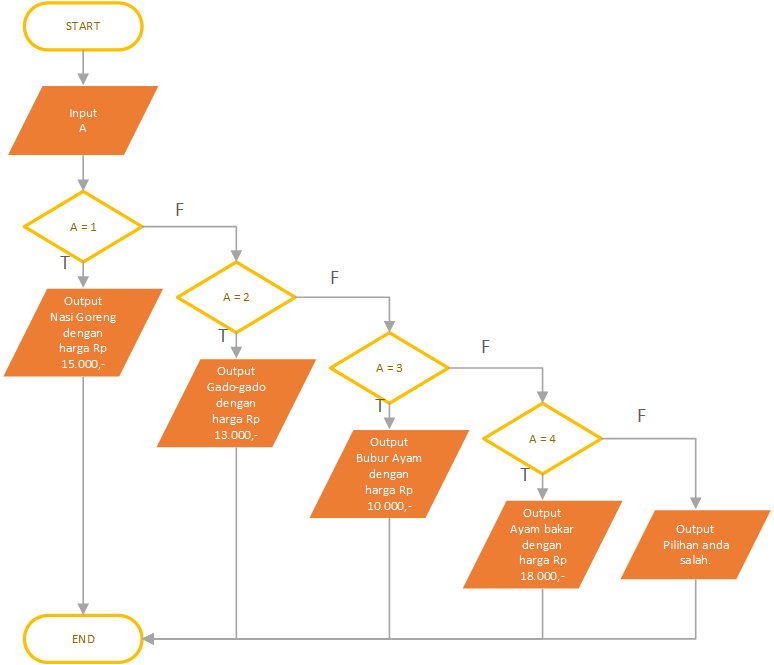 START
Input
A
A = 1
F
T
Output
Nasi Goreng
dengan
harga Rp
15.000,-
A = 2
F
T
Output
Gado-gado
dengan
harga Rp
13.000,-
A = 3
F
T
Output
Bubur Ayam
dengan
harga Rp
10.000,-
A = 4
F
T
Output
Ayam bakar
dengan
harga Rp
18.000,-
Output
Pilihan anda
salah.
END